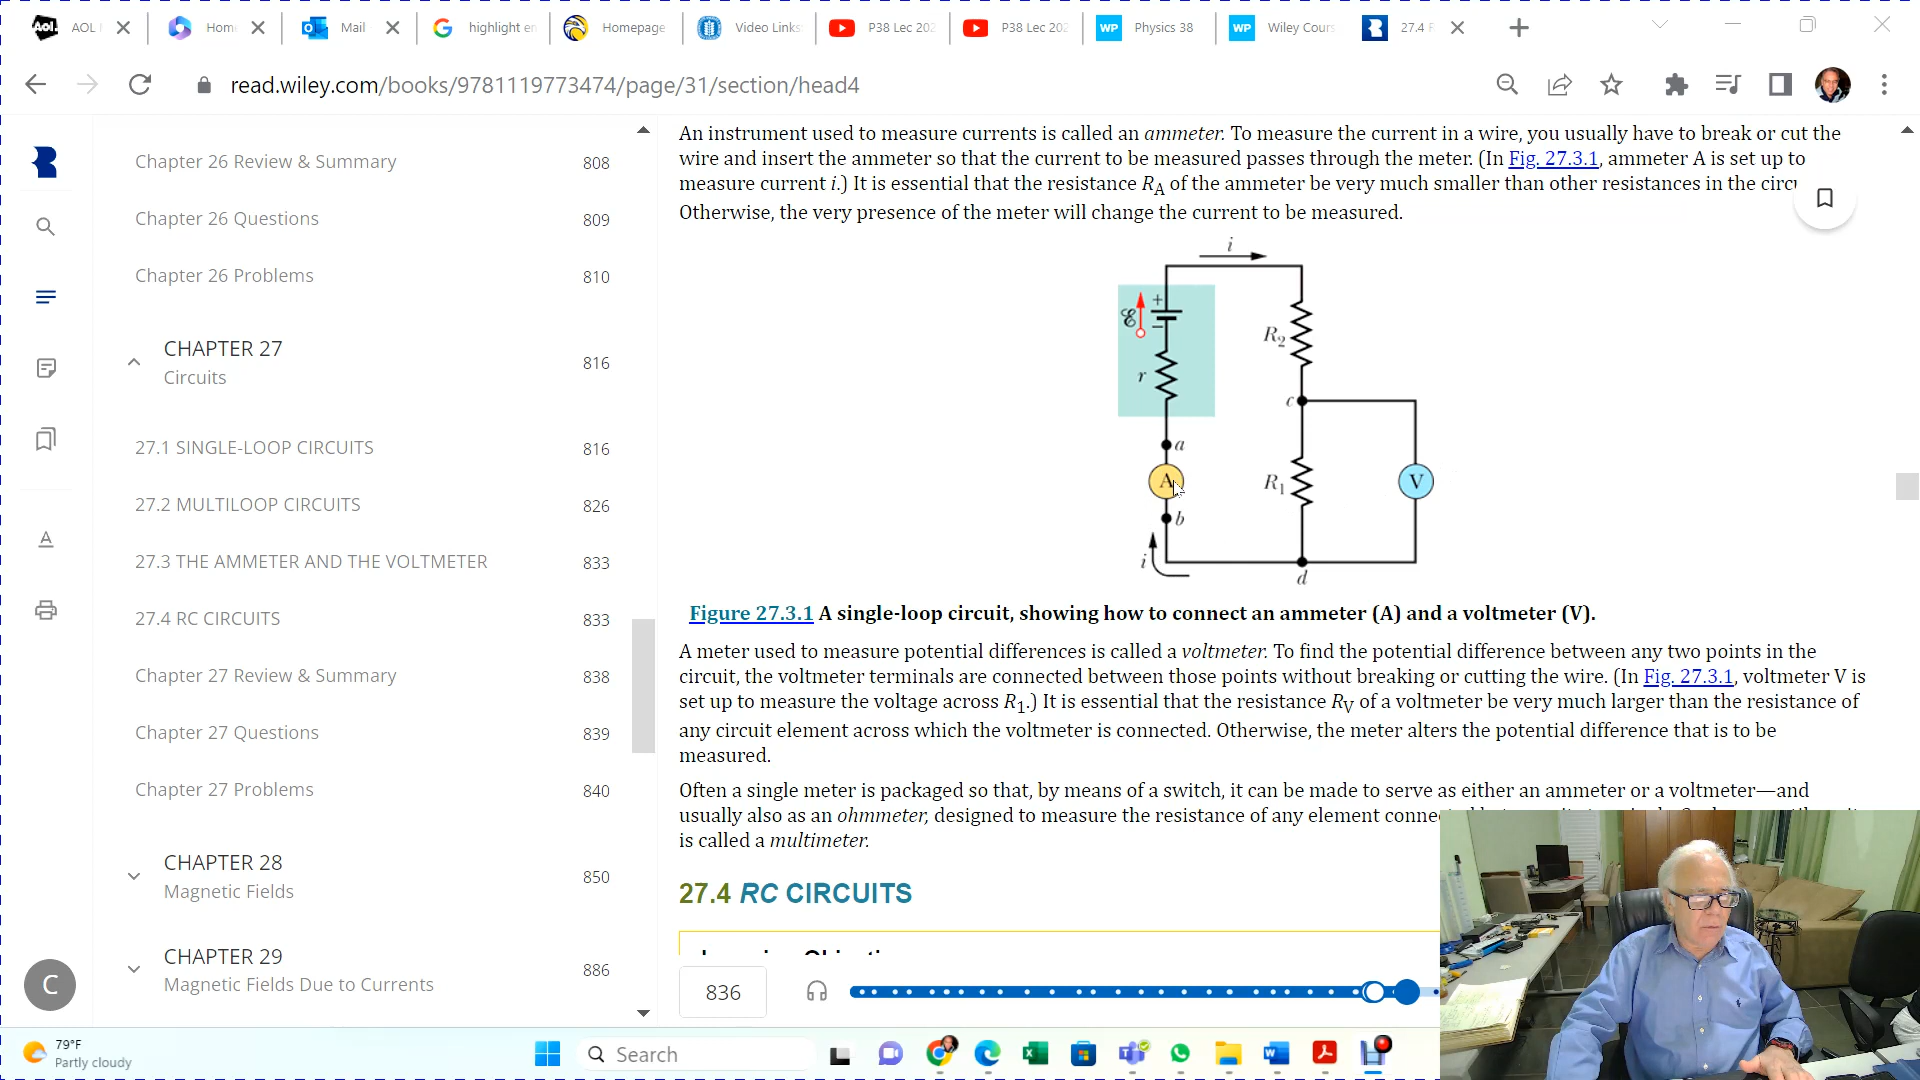 Aol.
AOL
Hom
Mail
highlight en
Homepage
Video Links
P38 Lec 202
P38 Lec 202
WP Physics 38
WP Wiley Cours
27.4
read.wiley.com/books/9781119773474/page/31/section/head4
Chapter 26 Review & Summary 808
Chapter 26 Questions 809
Chapter 26 Problems 810
CHAPTER 27
Circuits 816
27.1 SINGLE-LOOP CIRCUITS 816
27.2 MULTILOOP CIRCUITS 826
27.3 THE AMMETER AND THE VOLTMETER 833
27.4 RC CIRCUITS 833
Chapter 27 Review & Summary 838
Chapter 27 Questions 839
Chapter 27 Problems 840
CHAPTER 28
Magnetic Fields 850
CHAPTER 29
Magnetic Fields Due to Currents 886
A
C
An instrument used to measure currents is called an ammeter. To measure the current in a wire, you usually have to break or cut the
wire and insert the ammeter so that the current to be measured passes through the meter. (In Fig. 27.3.1, ammeter A is set up to
measure current i.) It is essential that the resistance RA of the ammeter be very much smaller than other resistances in the circu
Otherwise, the very presence of the meter will change the current to be measured.
i
+
ℰ
−
r
R2
c
a
A
R1
V
b
i
d
Figure 27.3.1 A single-loop circuit, showing how to connect an ammeter (A) and a voltmeter (V).
A meter used to measure potential differences is called a voltmeter. To find the potential difference between any two points in the
circuit, the voltmeter terminals are connected between those points without breaking or cutting the wire. (In Fig. 27.3.1, voltmeter V is
set up to measure the voltage across R1.) It is essential that the resistance RV of a voltmeter be very much larger than the resistance of
any circuit element across which the voltmeter is connected. Otherwise, the meter alters the potential difference that is to be
measured.
Often a single meter is packaged so that, by means of a switch, it can be made to serve as either an ammeter or a voltmeter—and
usually also as an ohmmeter, designed to measure the resistance of any element connec
is called a multimeter.
27.4 RC CIRCUITS
836
79°F
Partly cloudy
Search